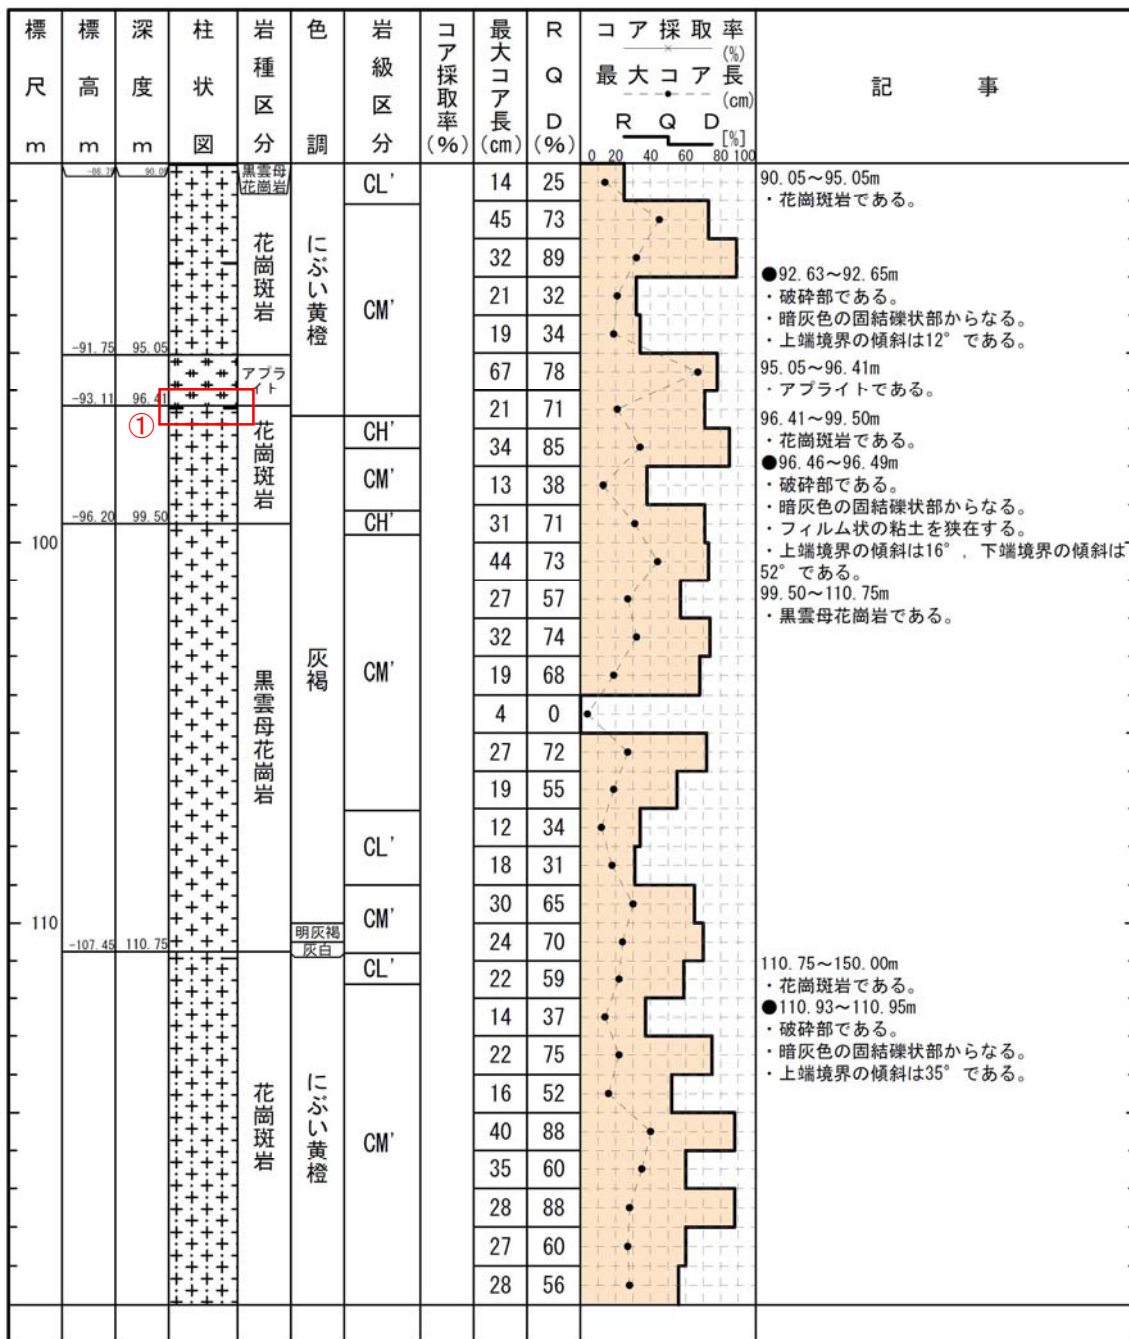 標尺 m
標高 m
深度 m
柱状図
岩種区分
色調
岩級区分
コア採取率(%)
最大コア長(cm)
RQD(%)
コア採取率(%)
最大コア長(cm)
RQD[%]
0 20 40 60 80 100
記事
90.05
黒雲母
花崗岩
CL'
14 25
45 73
32 89
21 32
19 34
67 78
21 71
34 85
13 38
31 71
44 73
27 57
32 74
19 68
4 0
27 72
19 55
12 34
18 31
30 65
24 70
22 59
14 37
22 75
16 52
40 88
35 60
28 88
27 60
28 56
花崗斑岩
にぶい黄橙
CM'
-91.75 95.05
アプラ
イト
-93.11 96.41
①
花崗斑岩
CH'
CM'
CH'
-96.20 99.50
100
黒雲母花崗岩
灰褐
CM'
CL'
CM'
110
明灰褐
灰白
-107.45 110.75
CL'
花崗斑岩
にぶい黄橙
CM'
90.05～95.05m
・花崗斑岩である。
●92.63～92.65m
・破砕部である。
・暗灰色の固結礫状部からなる。
・上端境界の傾斜は12°である。
95.05～96.41m
・アプライトである。
96.41～99.50m
・花崗斑岩である。
●96.46～96.49m
・破砕部である。
・暗灰色の固結礫状部からなる。
・フィルム状の粘土を狭在する。
・上端境界の傾斜は16°，下端境界の傾斜は
52°である。
99.50～110.75m
・黒雲母花崗岩である。
110.75～150.00m
・花崗斑岩である。
●110.93～110.95m
・破砕部である。
・暗灰色の固結礫状部からなる。
・上端境界の傾斜は35°である。